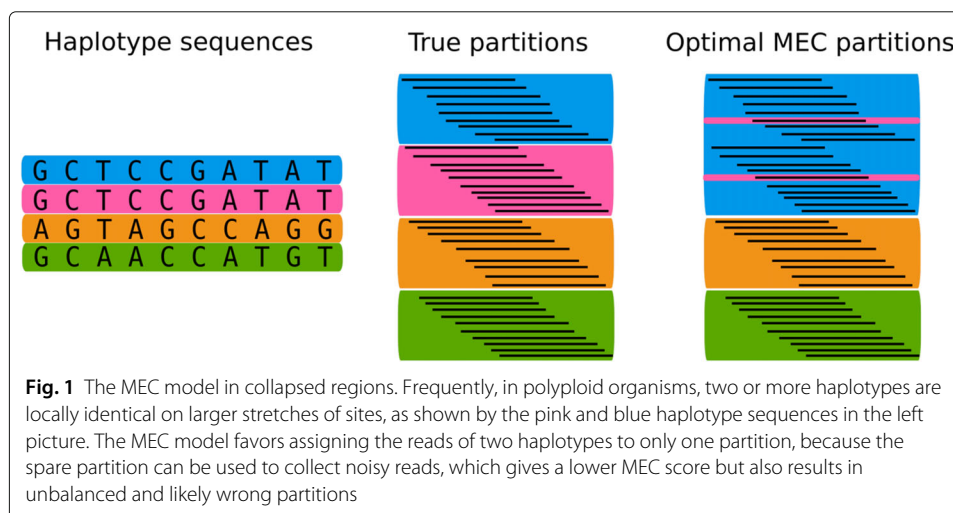 Haplotype sequences
True partitions
Optimal MEC partitions
G C T C C G A T A T
G C T C C G A T A T
A G T A G C C A G G
G C A A C C A T G T
Fig. 1 The MEC model in collapsed regions. Frequently, in polyploid organisms, two or more haplotypes are
locally identical on larger stretches of sites, as shown by the pink and blue haplotype sequences in the left
picture. The MEC model favors assigning the reads of two haplotypes to only one partition, because the
spare partition can be used to collect noisy reads, which gives a lower MEC score but also results in
unbalanced and likely wrong partitions